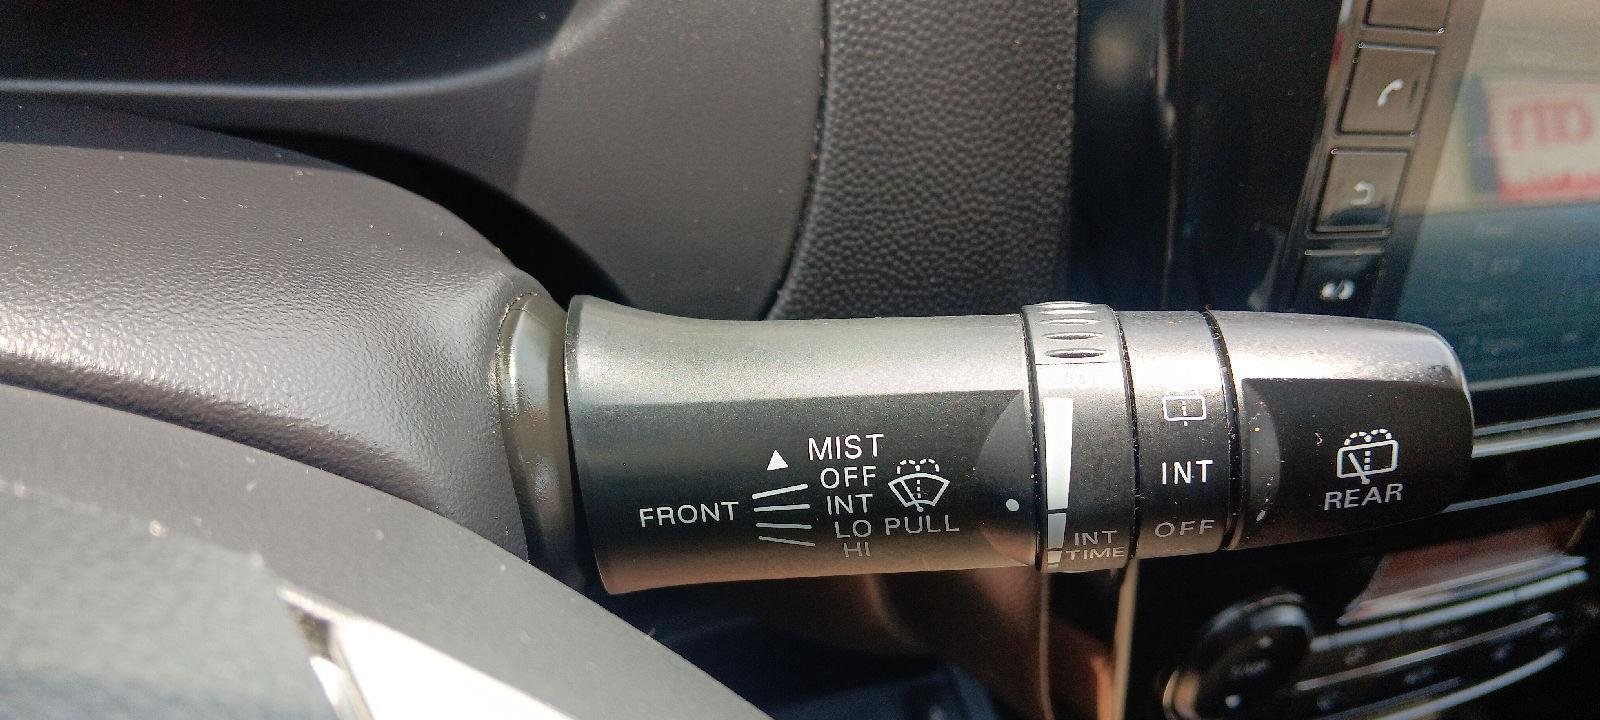 MIST
OFF
FRONT INT
LO PULL
HI
INT
TIME
INT
OFF
REAR